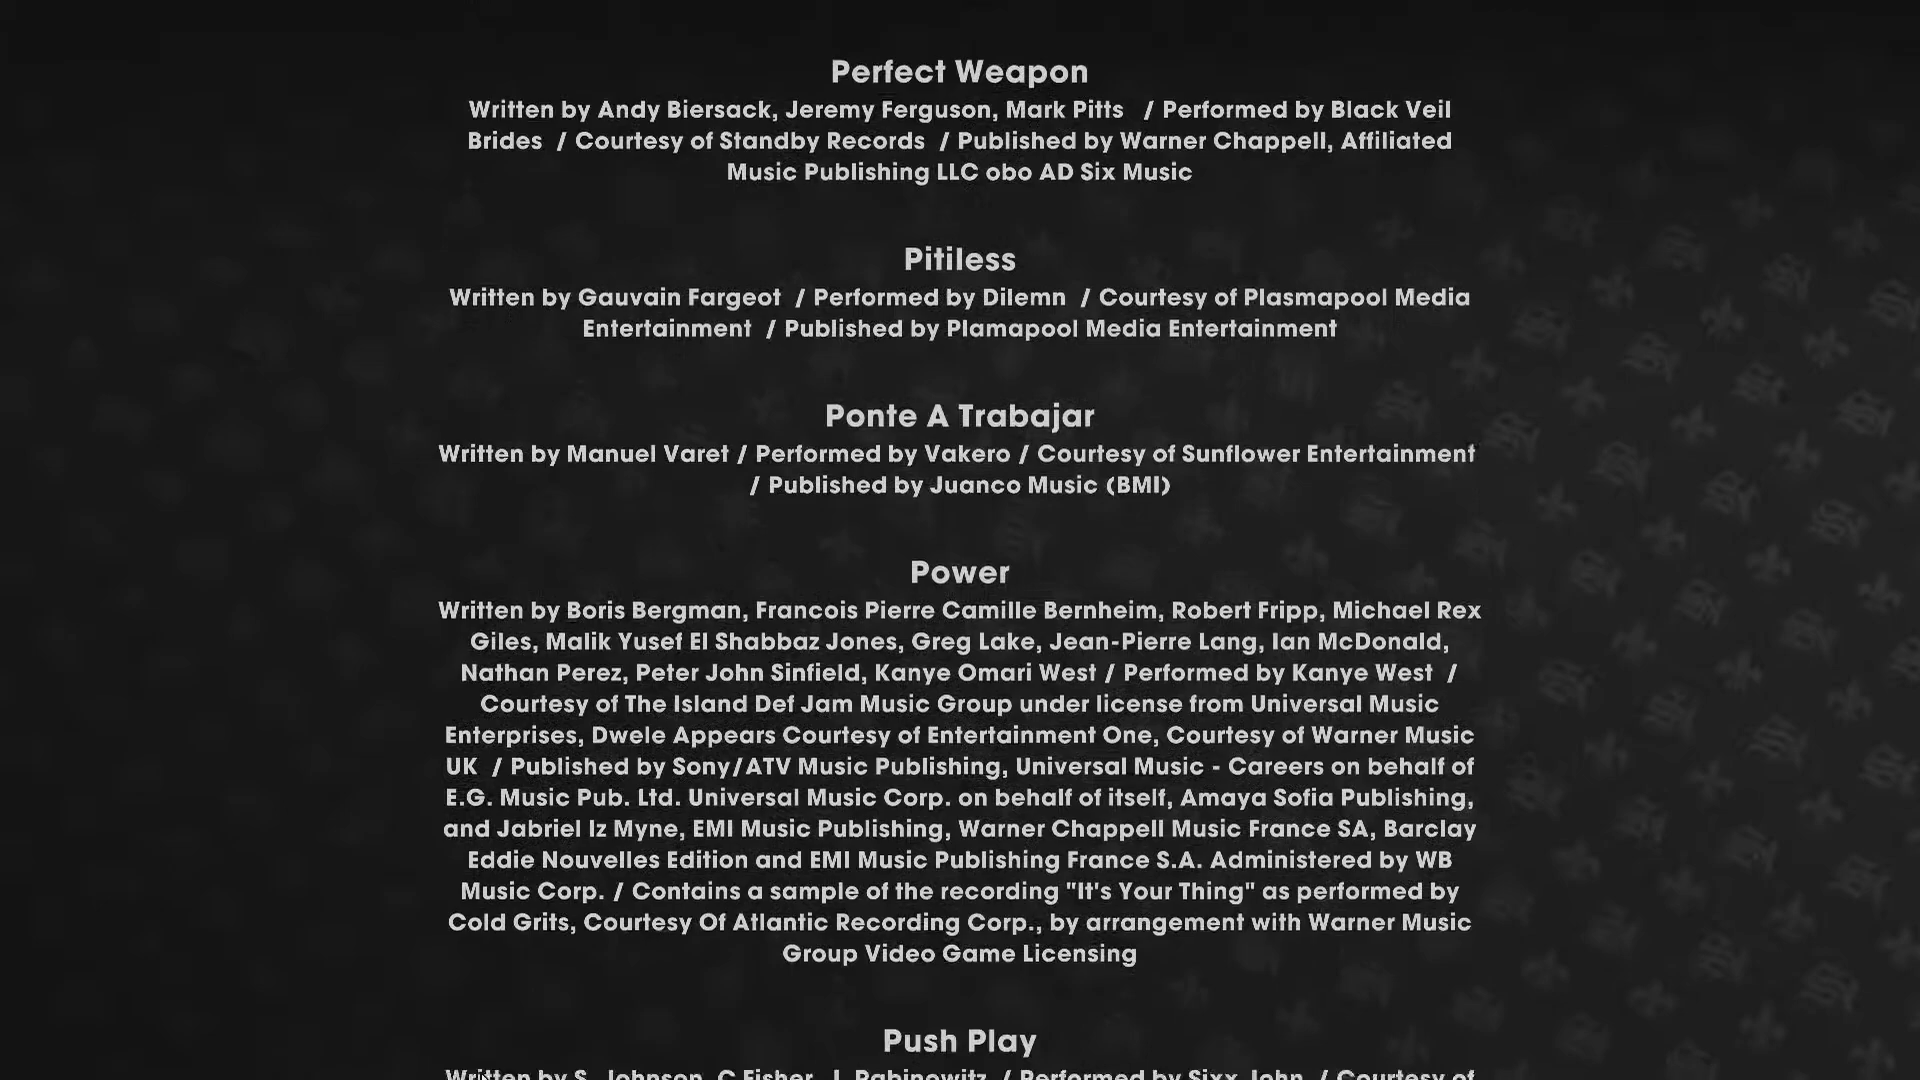 Perfect Weapon
Written by Andy Biersack, Jeremy Ferguson, Mark Pitts / Performed by Black Veil
Brides / Courtesy of Standby Records / Published by Warner Chappell, Affiliated
Music Publishing LLC obo AD Six Music
Pitiless
Written by Gauvain Fargeot / Performed by Dilemn / Courtesy of Plasmapool Media
Entertainment / Published by Plamapool Media Entertainment
Ponte A Trabajar
Written by Manuel Varet / Performed by Vakero / Courtesy of Sunflower Entertainment
/ Published by Juanco Music (BMI)
Power
Written by Boris Bergman, Francois Pierre Camille Bernheim, Robert Fripp, Michael Rex
Giles, Malik Yusef El Shabbaz Jones, Greg Lake, Jean-Pierre Lang, Ian McDonald,
Nathan Perez, Peter John Sinfield, Kanye Omari West / Performed by Kanye West /
Courtesy of The Island Def Jam Music Group under license from Universal Music
Enterprises, Dwele Appears Courtesy of Entertainment One, Courtesy of Warner Music
UK / Published by Sony/ATV Music Publishing, Universal Music - Careers on behalf of
E.G. Music Pub. Ltd. Universal Music Corp. on behalf of itself, Amaya Sofia Publishing,
and Jabriel Iz Myne, EMI Music Publishing, Warner Chappell Music France SA, Barclay
Eddie Nouvelles Edition and EMI Music Publishing France S.A. Administered by WB
Music Corp. / Contains a sample of the recording "It's Your Thing" as performed by
Cold Grits, Courtesy Of Atlantic Recording Corp., by arrangement with Warner Music
Group Video Game Licensing
Push Play
Written by S. Johnson, C Fisher, J. Rabinowitz / Performed by Sixx John / Courtesy of